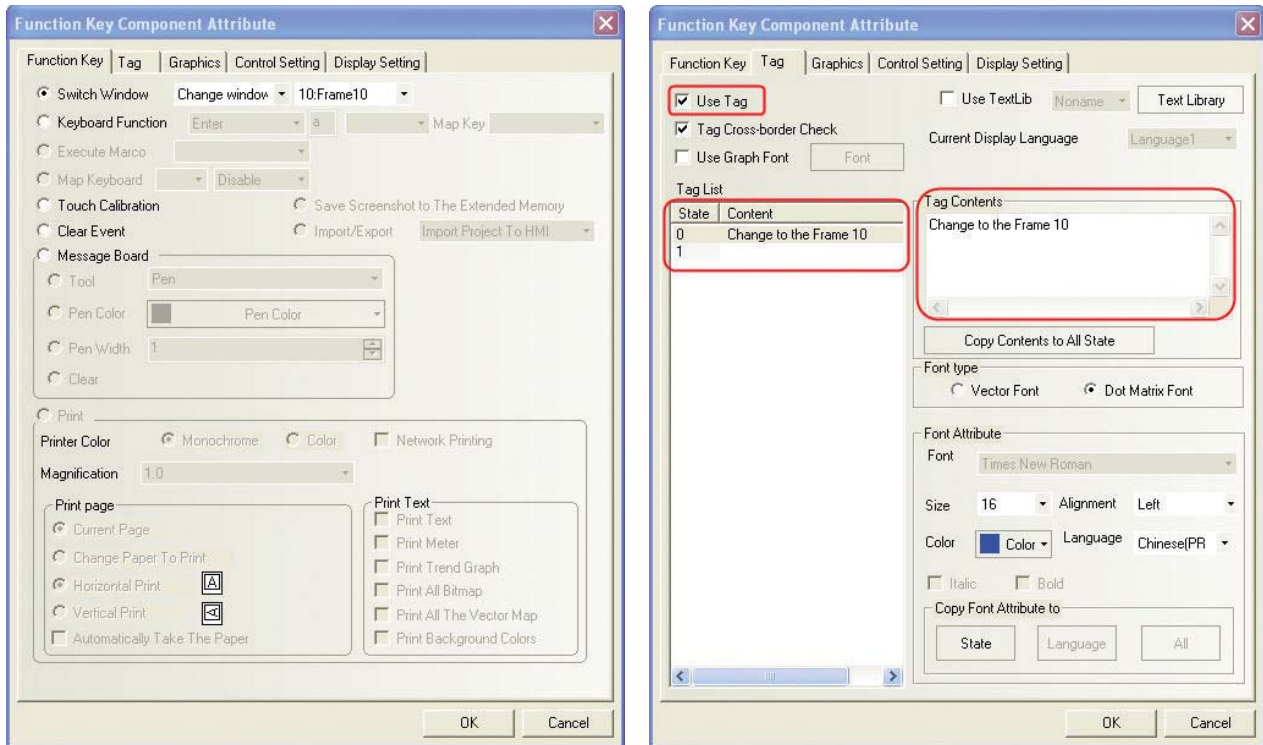 Function Key Component Attribute
Function Key Tag Graphics Control Setting Display Setting
Switch Window Change window 10:Frame10
Keyboard Function Enter a Map Key
Execute Marco
Map Keyboard Disable
Touch Calibration Save Screenshot to The Extended Memory
Clear Event Import/Export Import Project To HMI
Message Board
Tool Pen
Pen Color Pen Color
Pen Width 1
Clear
Print
Printer Color Monochrome Color Network Printing
Magnification 1.0
Print page Print Text
Current Page Print Text
Change Paper To Print Print Meter
Horizontal Print A Print Trend Graph
Vertical Print A Print All Bitmap
Automatically Take The Paper Print All The Vector Map
Print Background Colors
OK Cancel
Function Key Component Attribute
Function Key Tag Graphics Control Setting Display Setting
Use Tag Use TextLib Noname Text Library
Tag Cross-border Check Current Display Language Language1
Use Graph Font Font
Tag List Tag Contents
State Content
0 Change to the Frame 10 Change to the Frame 10
1
Copy Contents to All State
Font type
Vector Font Dot Matrix Font
Font Attribute
Font Times New Roman
Size 16 Alignment Left
Color Color Language Chinese(PR
Italic Bold
Copy Font Attribute to
State Language All
OK Cancel